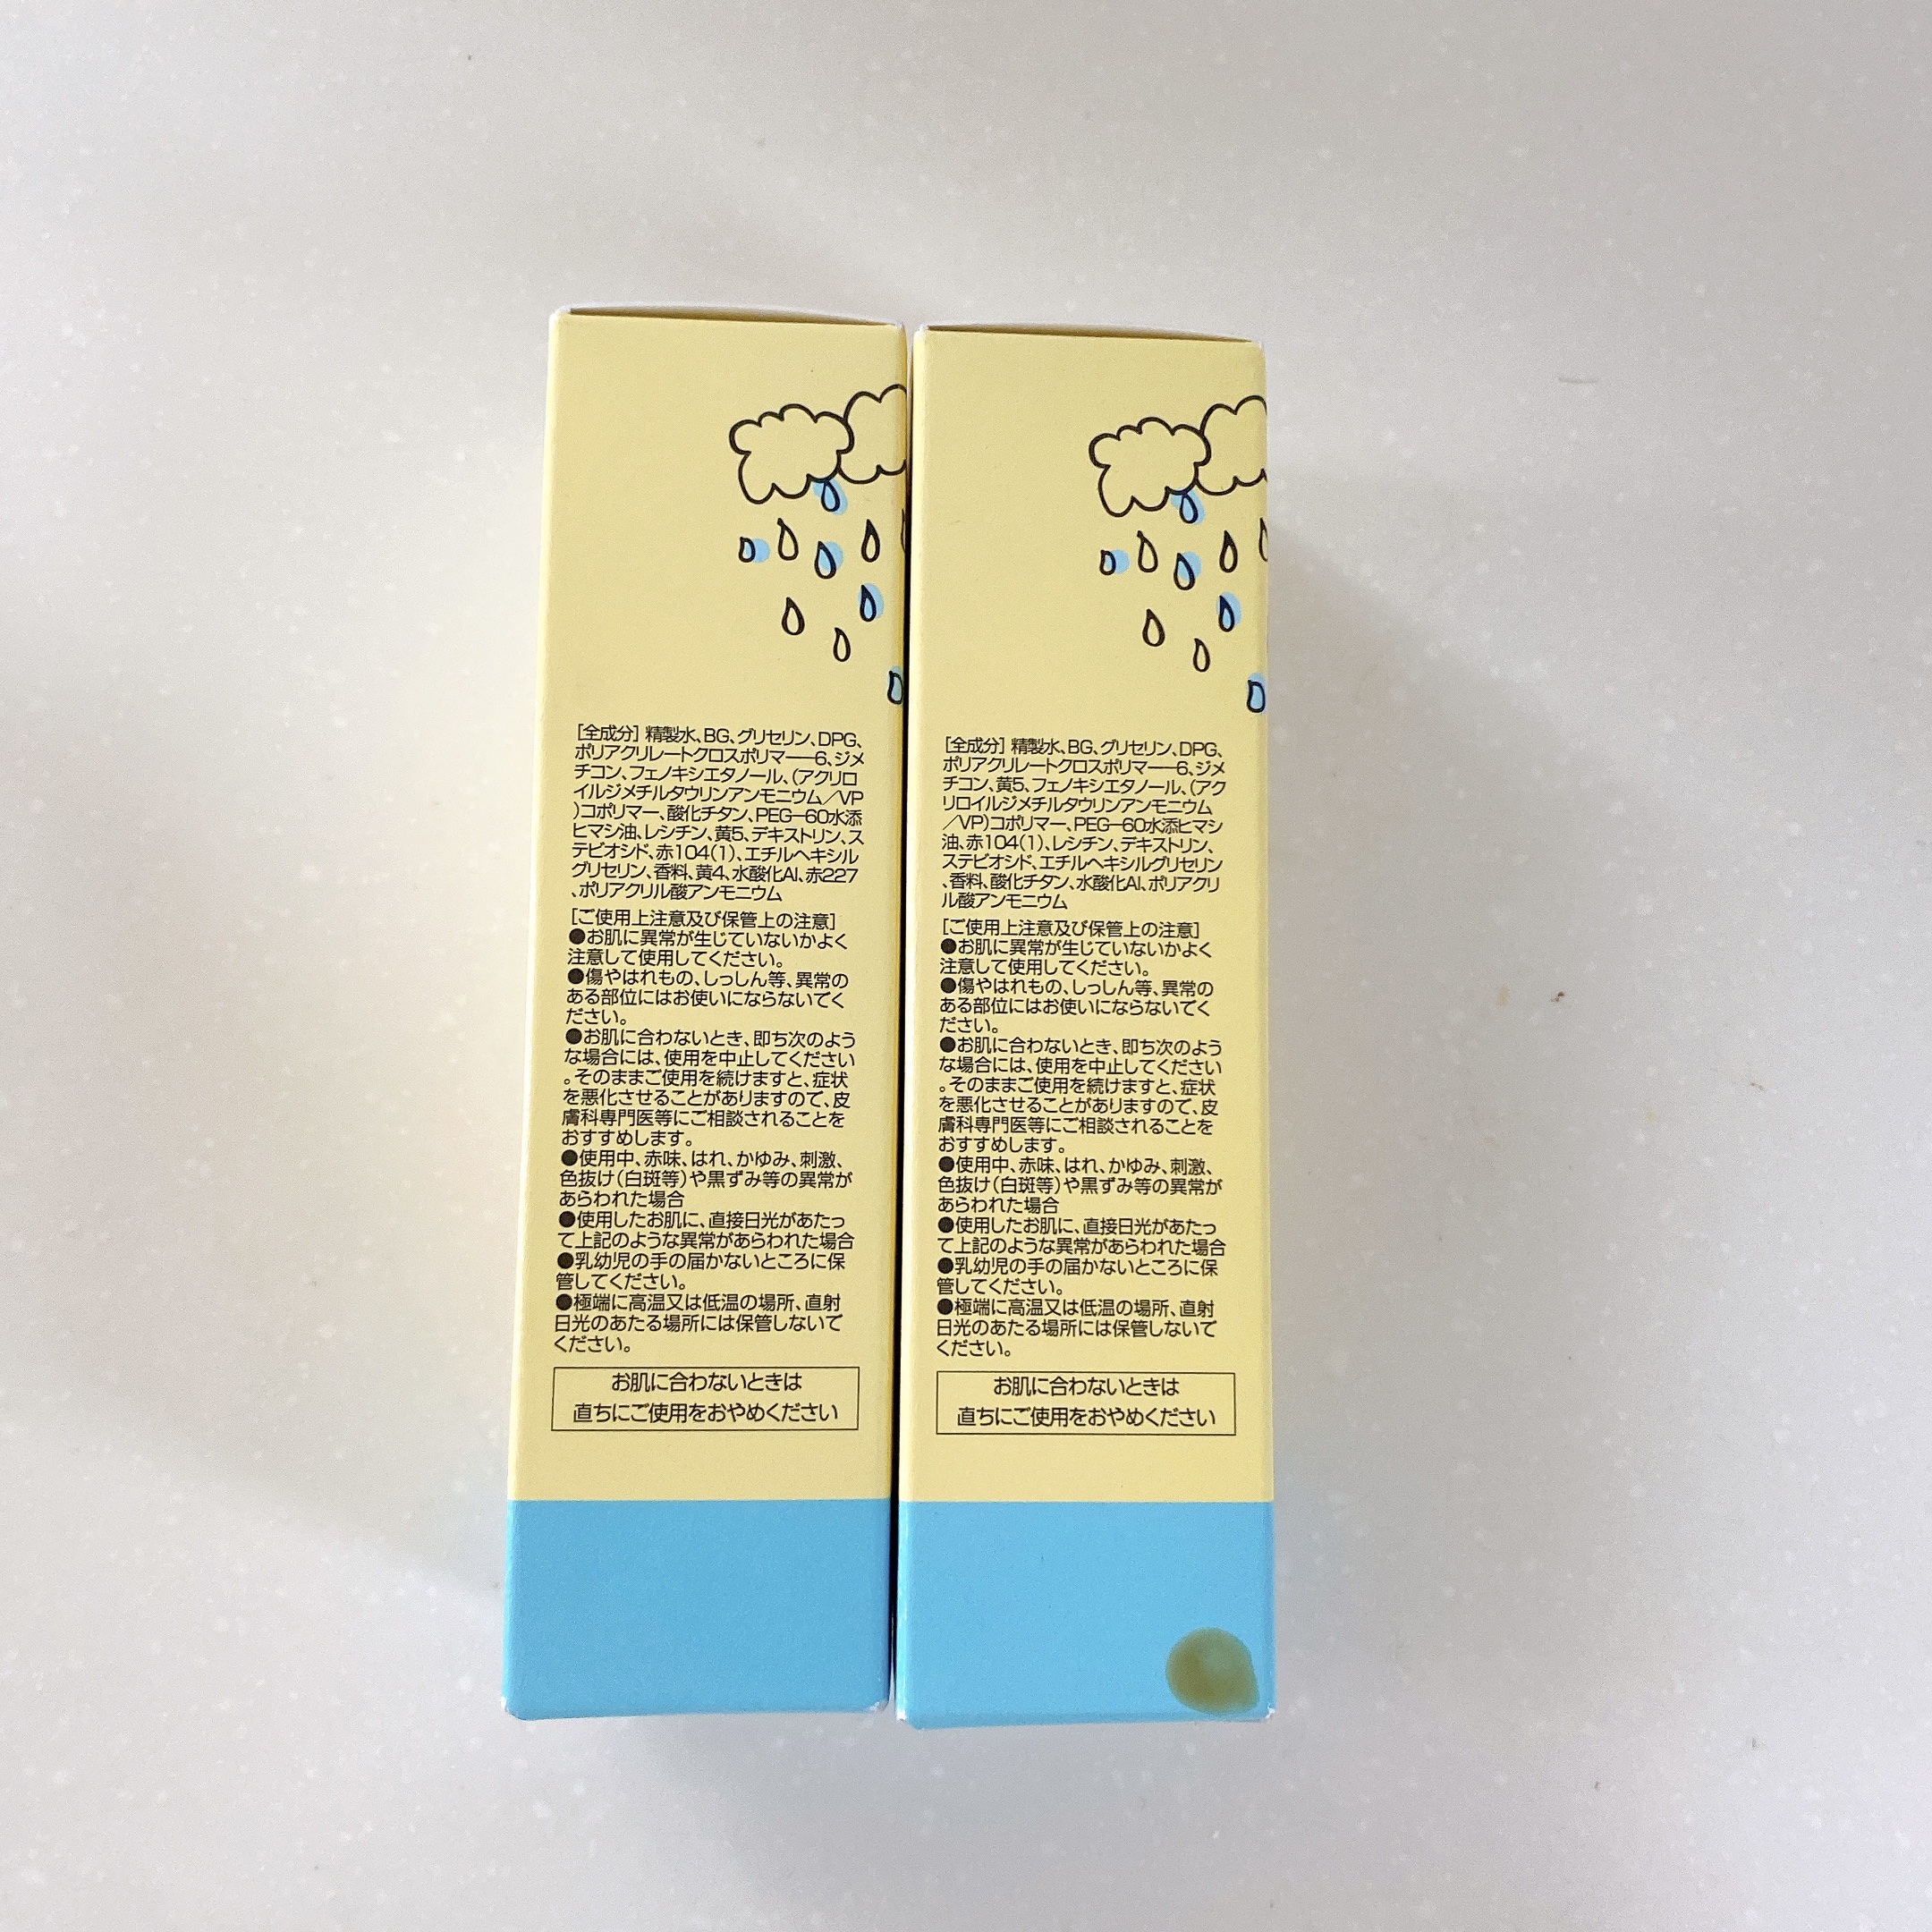 [全成分] 精製水、BG、グリセリン、DPG、
ポリアクリレートクロスポリマー-6、ジメ
チコン、フェノキシエタノール、(アクリロ
イルジメチルタウリンアンモニウム/VP
)コポリマー、酸化チタン、PEG-60水添
ヒマシ油、レシチン、黄5、デキストリン、ス
テビオシド、赤104(1)、エチルヘキシル
グリセリン、香料、黄4、水酸化Al、赤227
、ポリアクリル酸アンモニウム
[ご使用上注意及び保管上の注意]
●お肌に異常が生じていないかよく
注意して使用してください。
●傷やはれもの、しっしん等、異常の
ある部位にはお使いにならないでく
ださい。
●お肌に合わないとき、即ち次のよう
な場合には、使用を中止してください
。そのままご使用を続けますと、症状
を悪化させることがありますので、皮
膚科専門医等にご相談されることを
おすすめします。
●使用中、赤味、はれ、かゆみ、刺激、
色抜け(白斑等)や黒ずみ等の異常が
あらわれた場合
●使用したお肌に、直接日光があたっ
て上記のような異常があらわれた場合
●乳幼児の手の届かないところに保
管してください。
●極端に高温又は低温の場所、直射
日光のあたる場所には保管しないで
ください。
お肌に合わないときは
直ちにご使用をおやめください
[全成分] 精製水、BG、グリセリン、DPG、
ポリアクリレートクロスポリマー-6、ジメ
チコン、黄5、フェノキシエタノール、(アク
リロイルジメチルタウリンアンモニウム
/VP)コポリマー、PEG-60水添ヒマシ
油、赤104(1)、レシチン、デキストリン、
ステビオシド、エチルヘキシルグリセリン
、香料、酸化チタン、水酸化Al、ポリアクリ
ル酸アンモニウム
[ご使用上注意及び保管上の注意]
●お肌に異常が生じていないかよく
注意して使用してください。
●傷やはれもの、しっしん等、異常の
ある部位にはお使いにならないでく
ださい。
●お肌に合わないとき、即ち次のよう
な場合には、使用を中止してください
。そのままご使用を続けますと、症状
を悪化させることがありますので、皮
膚科専門医等にご相談されることを
おすすめします。
●使用中、赤味、はれ、かゆみ、刺激、
色抜け(白斑等)や黒ずみ等の異常が
あらわれた場合
●使用したお肌に、直接日光があたっ
て上記のような異常があらわれた場合
●乳幼児の手の届かないところに保
管してください。
●極端に高温又は低温の場所、直射
日光のあたる場所には保管しないで
ください。
お肌に合わないときは
直ちにご使用をおやめください